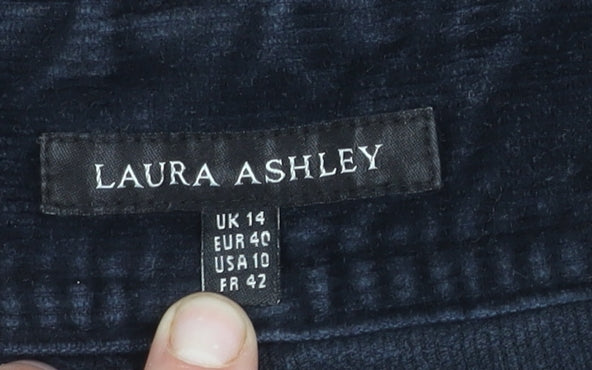 LAURA ASHLEY
UK 14
EUR 40
USA 10
FR 42